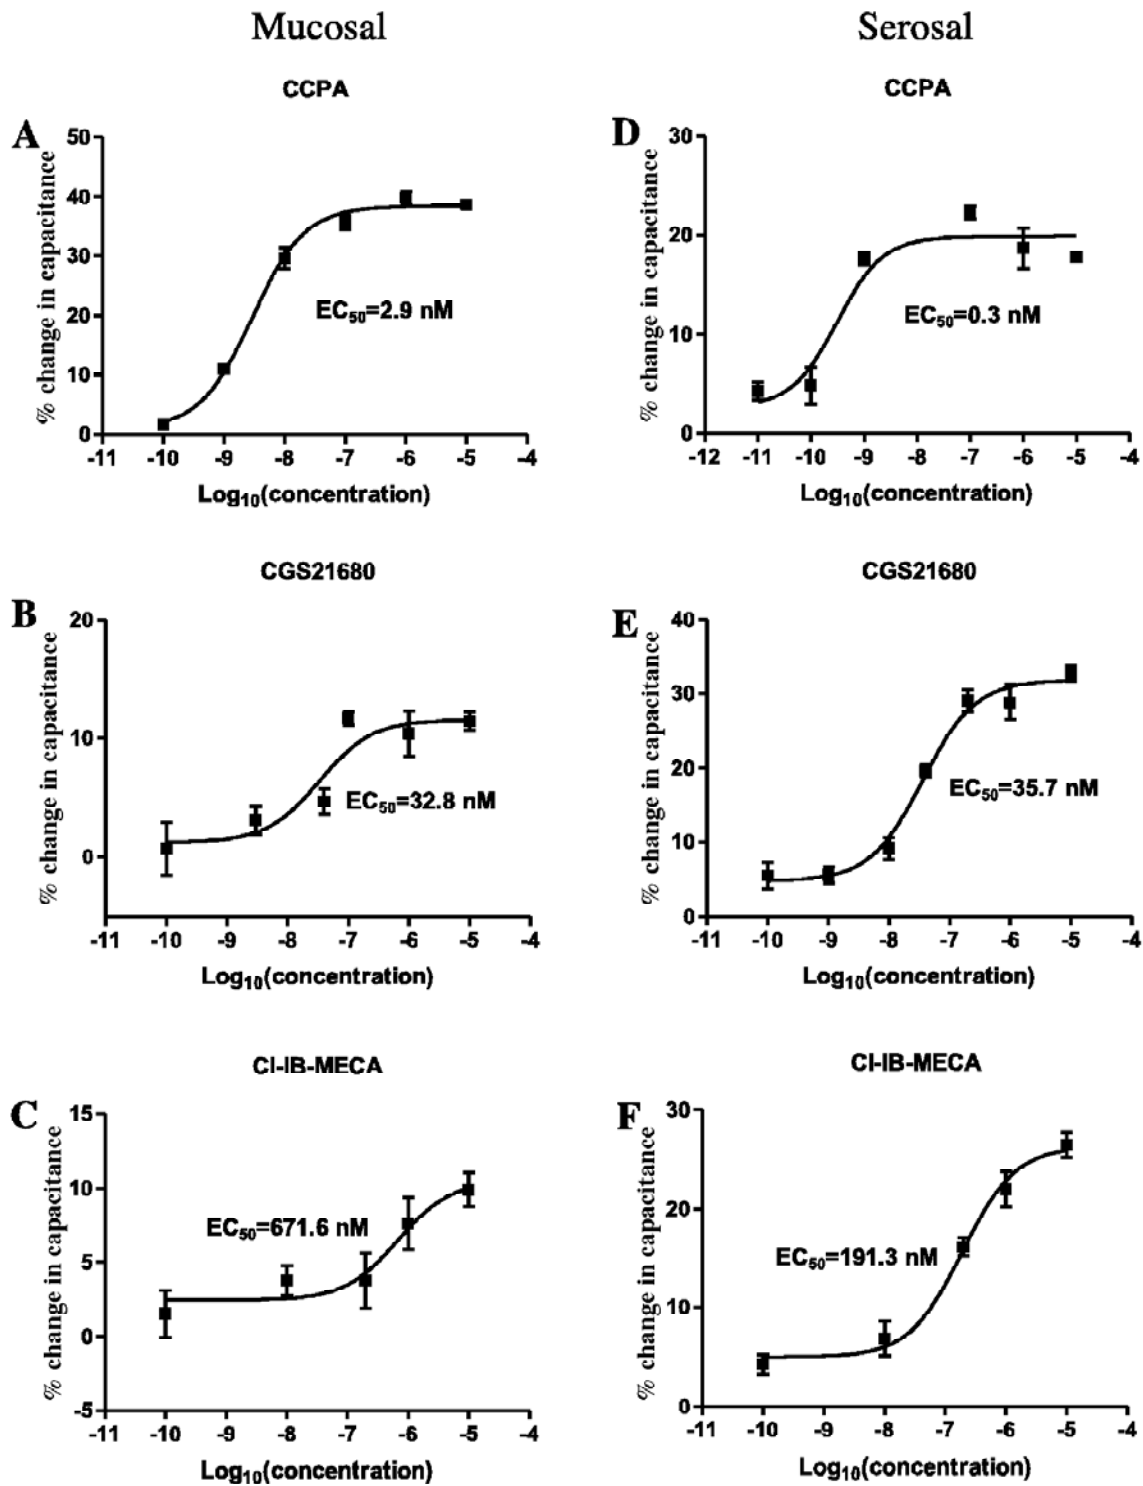 Mucosal
Serosal
CCPA
A
50
40
30
20
10
0
% change in capacitance
EC50=2.9 nM
-11 -10 -9 -8 -7 -6 -5 -4
Log10(concentration)
CCPA
D
30
20
10
0
% change in capacitance
EC50=0.3 nM
-12 -11 -10 -9 -8 -7 -6 -5 -4
Log10(concentration)
CGS21680
B
20
10
0
% change in capacitance
EC50=32.8 nM
-11 -10 -9 -8 -7 -6 -5 -4
Log10(concentration)
CGS21680
E
40
30
20
10
0
% change in capacitance
EC50=35.7 nM
-11 -10 -9 -8 -7 -6 -5 -4
Log10(concentration)
CI-IB-MECA
C
15
10
5
0
-5
% change in capacitance
EC50=671.6 nM
-11 -10 -9 -8 -7 -6 -5 -4
Log10(concentration)
CI-IB-MECA
F
30
20
10
0
% change in capacitance
EC50=191.3 nM
-11 -10 -9 -8 -7 -6 -5 -4
Log10(concentration)